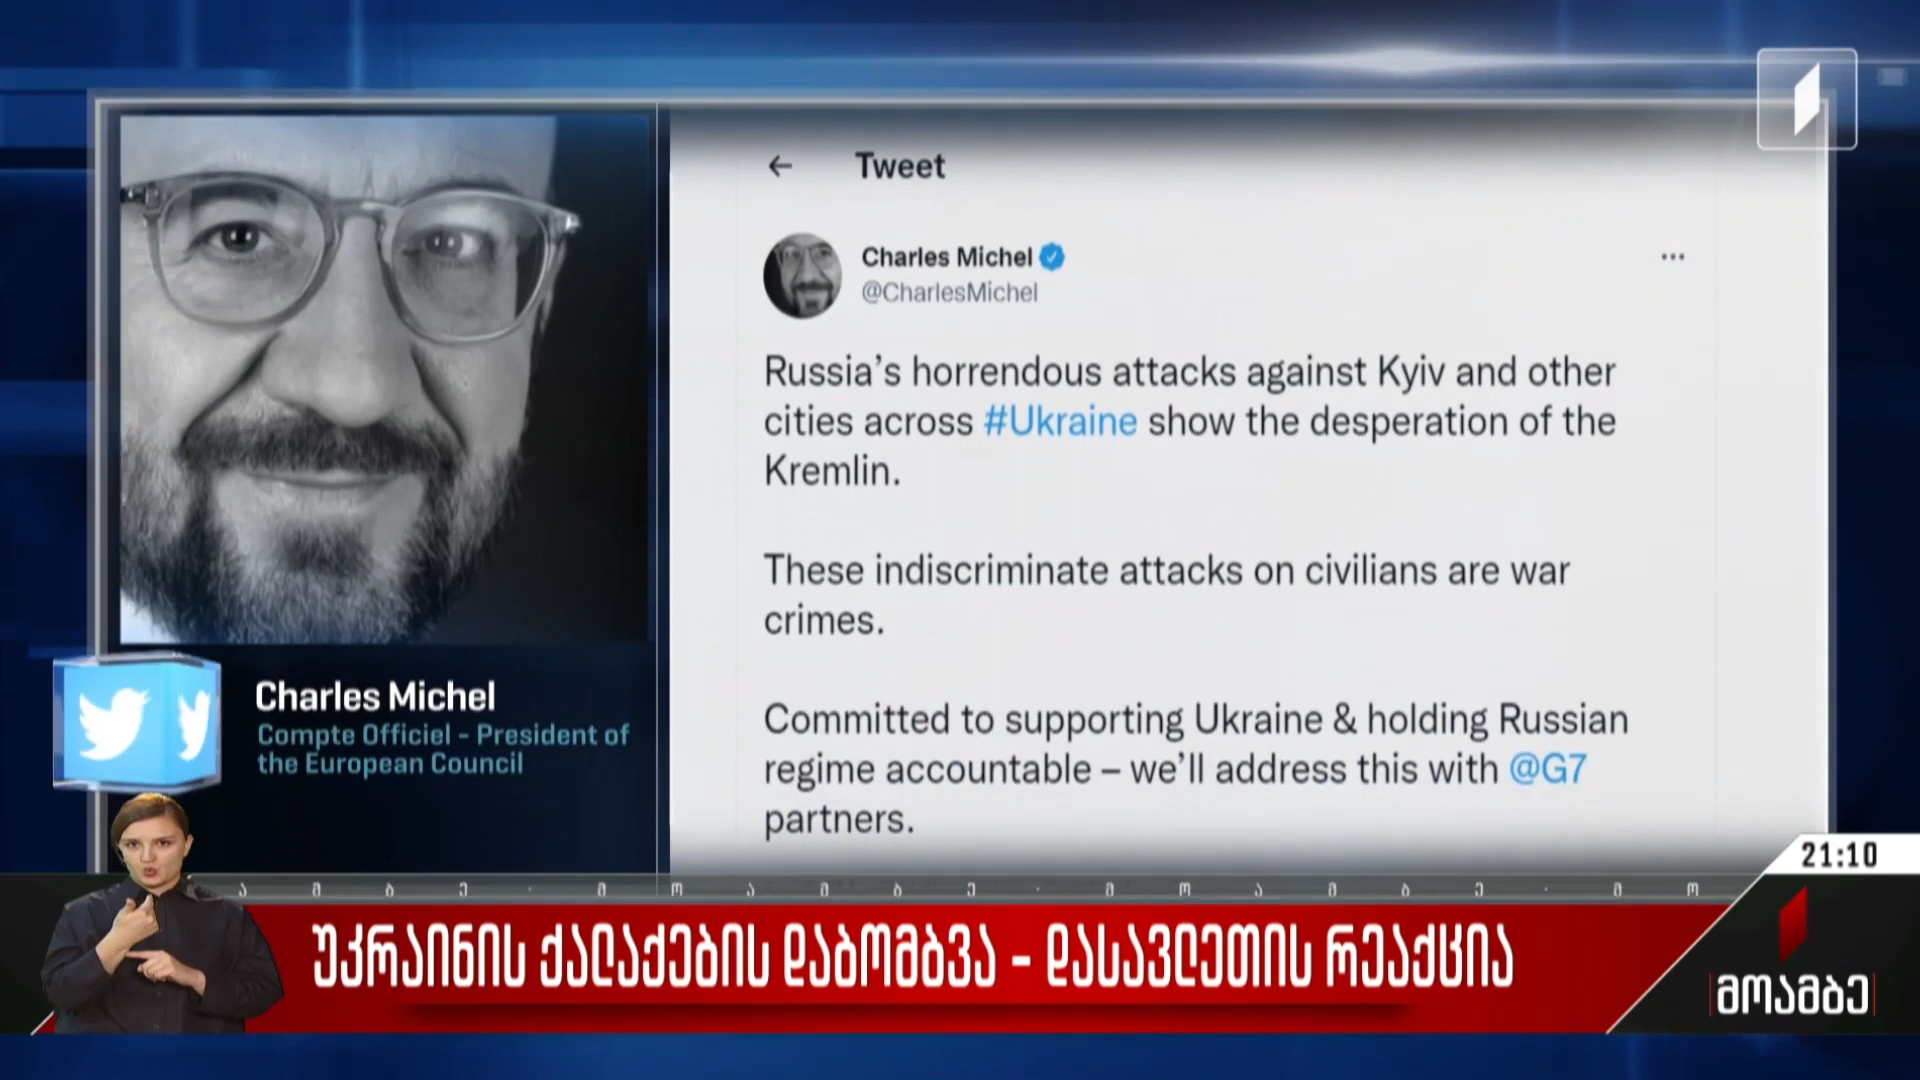 Tweet
Charles Michel
@CharlesMichel
Russia's horrendous attacks against Kyiv and other
cities across #Ukraine show the desperation of the
Kremlin.
These indiscriminate attacks on civilians are war
crimes.
Committed to supporting Ukraine & holding Russian
regime accountable – we'll address this with @G7
partners.
Charles Michel
Compte Officiel - President of
the European Council
21:10
ა მ ბ ე · მ ო ა მ ბ ე · მ ო ა მ ბ ე · მ ო
უკრაინის ქალაქების დაბომბვა - დასავლეთის რეაქცია
მოამბე